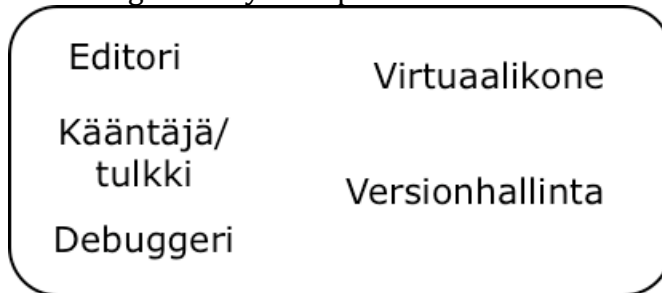 Editori
Virtuaalikone
Kääntäjä/
tulkki
Versionhallinta
Debuggeri